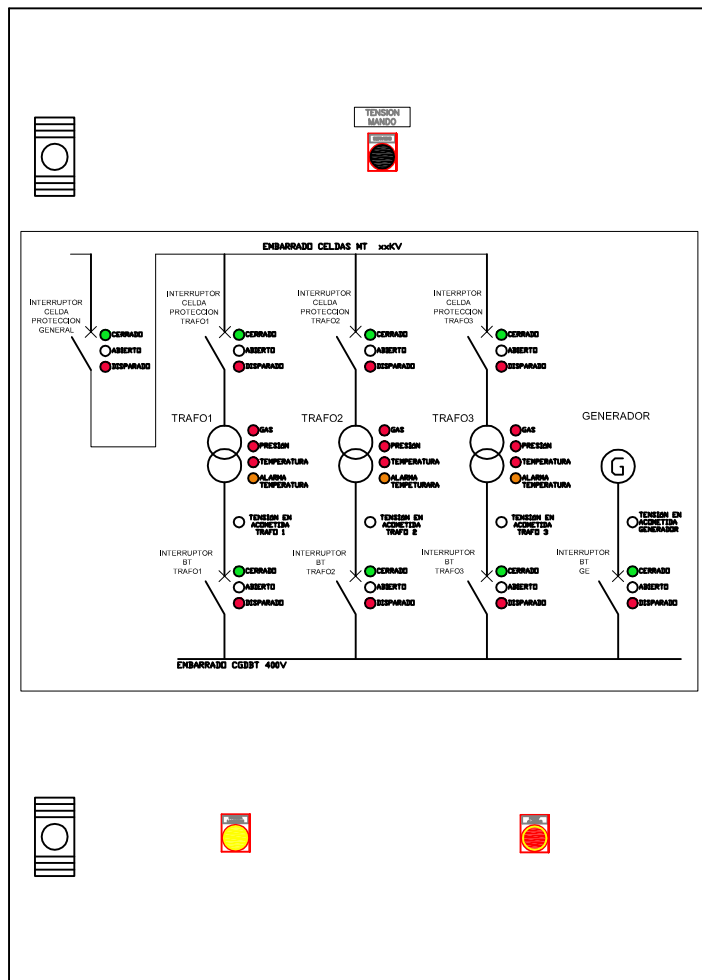 TENSION
MANDO
EMBARRADO CELDAS MT xxKV
INTERRUPTOR
CELDA
PROTECCION
GENERAL
CERRADO
ABIERTO
DISPARADO
INTERRUPTOR
CELDA
PROTECCION
TRAFO1
CERRADO
ABIERTO
DISPARADO
INTERRUPTOR
CELDA
PROTECCION
TRAFO2
CERRADO
ABIERTO
DISPARADO
INTERRPTOR
CELDA
PROTECCION
TRAFO3
CERRADO
ABIERTO
DISPARADO
TRAFO1
GAS
PRESIÓN
TEMPERATURA
ALARMA
TEMPERATURA
TRAFO2
GAS
PRESIÓN
TEMPERATURA
ALARMA
TEMPETURARA
TRAFO3
GAS
PRESIÓN
TEMPERATURA
ALARMA
TEMPERATURA
GENERADOR
G
TENSION EN
ACOMETIDA
TRAFO 1
TENSION EN
ACOMETIDA
TRAFO 2
TENSION EN
ACOMETIDA
TRAFO 3
TENSION EN
ACOMETIDA
GENERADOR
INTERRUPTOR
BT
TRAFO1
CERRADO
ABIERTO
DISPARADO
INTERRUPTOR
BT
TRAFO2
CERRADO
ABIERTO
DISPARADO
INTERRUPTOR
BT
TRAFO3
CERRADO
ABIERTO
DISPARADO
INTERRUPTOR
BT
GE
CERRADO
ABIERTO
DISPARADO
EMBARRADO CGDBT 400V